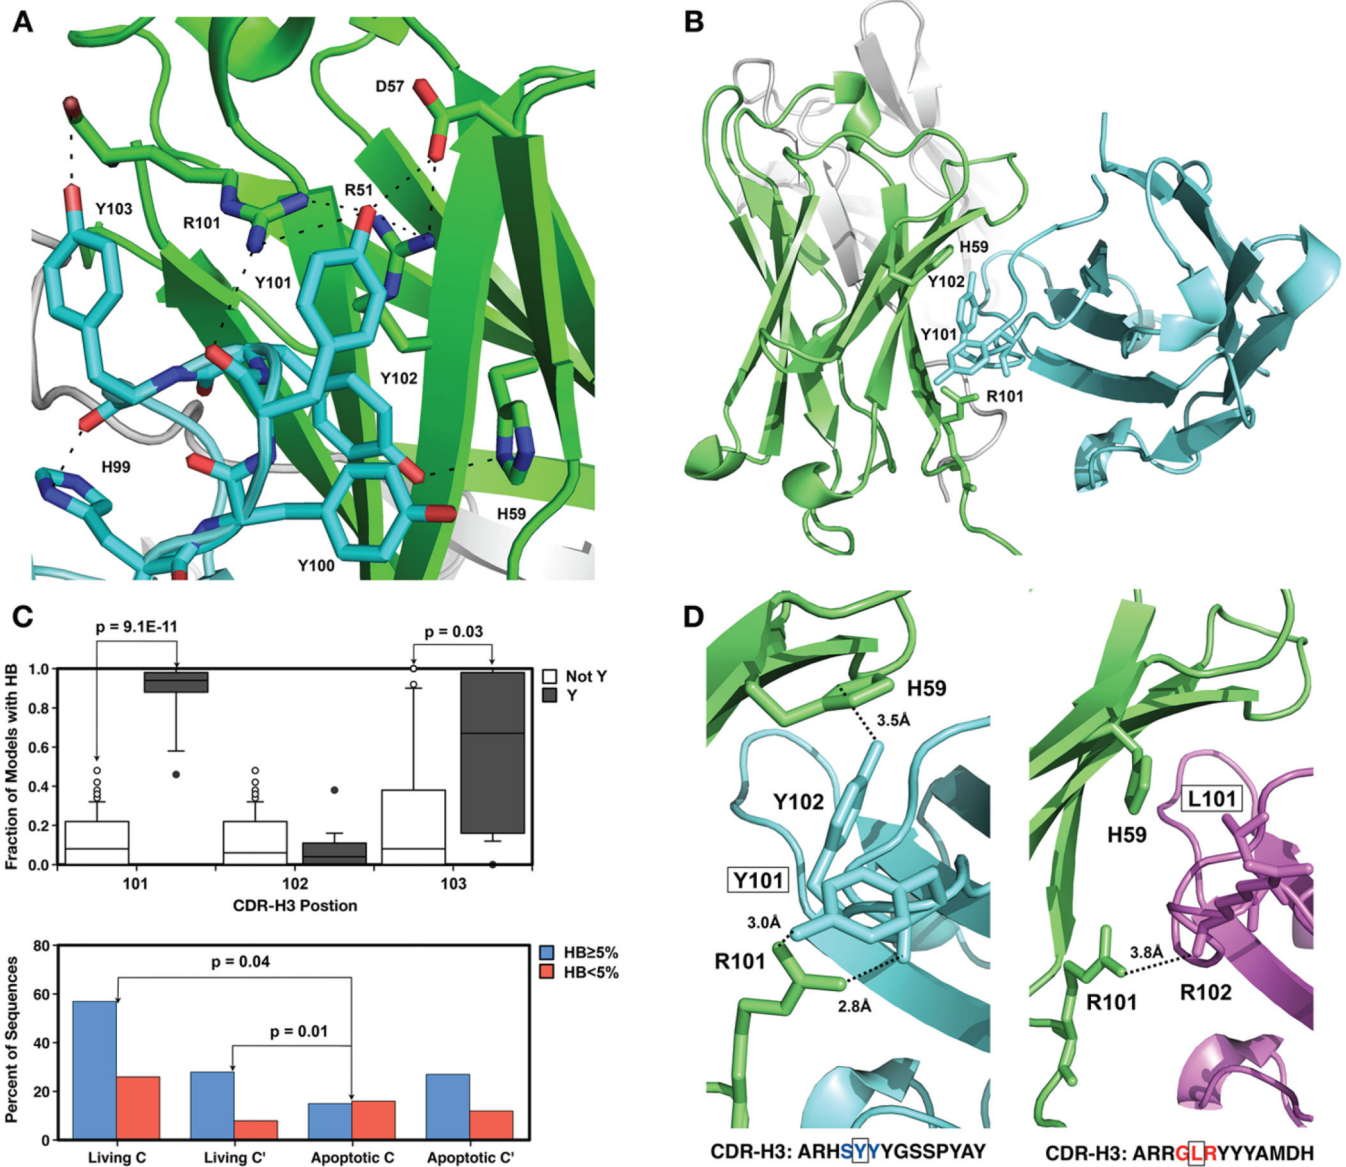 A
D57
Y103
R101
R51
Y101
Y102
H99
H59
Y100
B
H59
Y102
Y101
R101
C
p = 9.1E-11
p = 0.03
Fraction of Models with HB
1.0
0.8
0.6
0.4
0.2
0.0
Not Y
Y
101
102
103
CDR-H3 Postion
Percent of Sequences
80
60
40
20
0
HB≥5%
HB<5%
p = 0.04
p = 0.01
Living C
Living C'
Apoptotic C
Apoptotic C'
D
H59
3.5Å
Y102
Y101
3.0Å
R101
2.8Å
CDR-H3: ARHSYYYGSSPYAY
L101
H59
3.8Å
R101
R102
CDR-H3: ARRGLRYYYAMDH